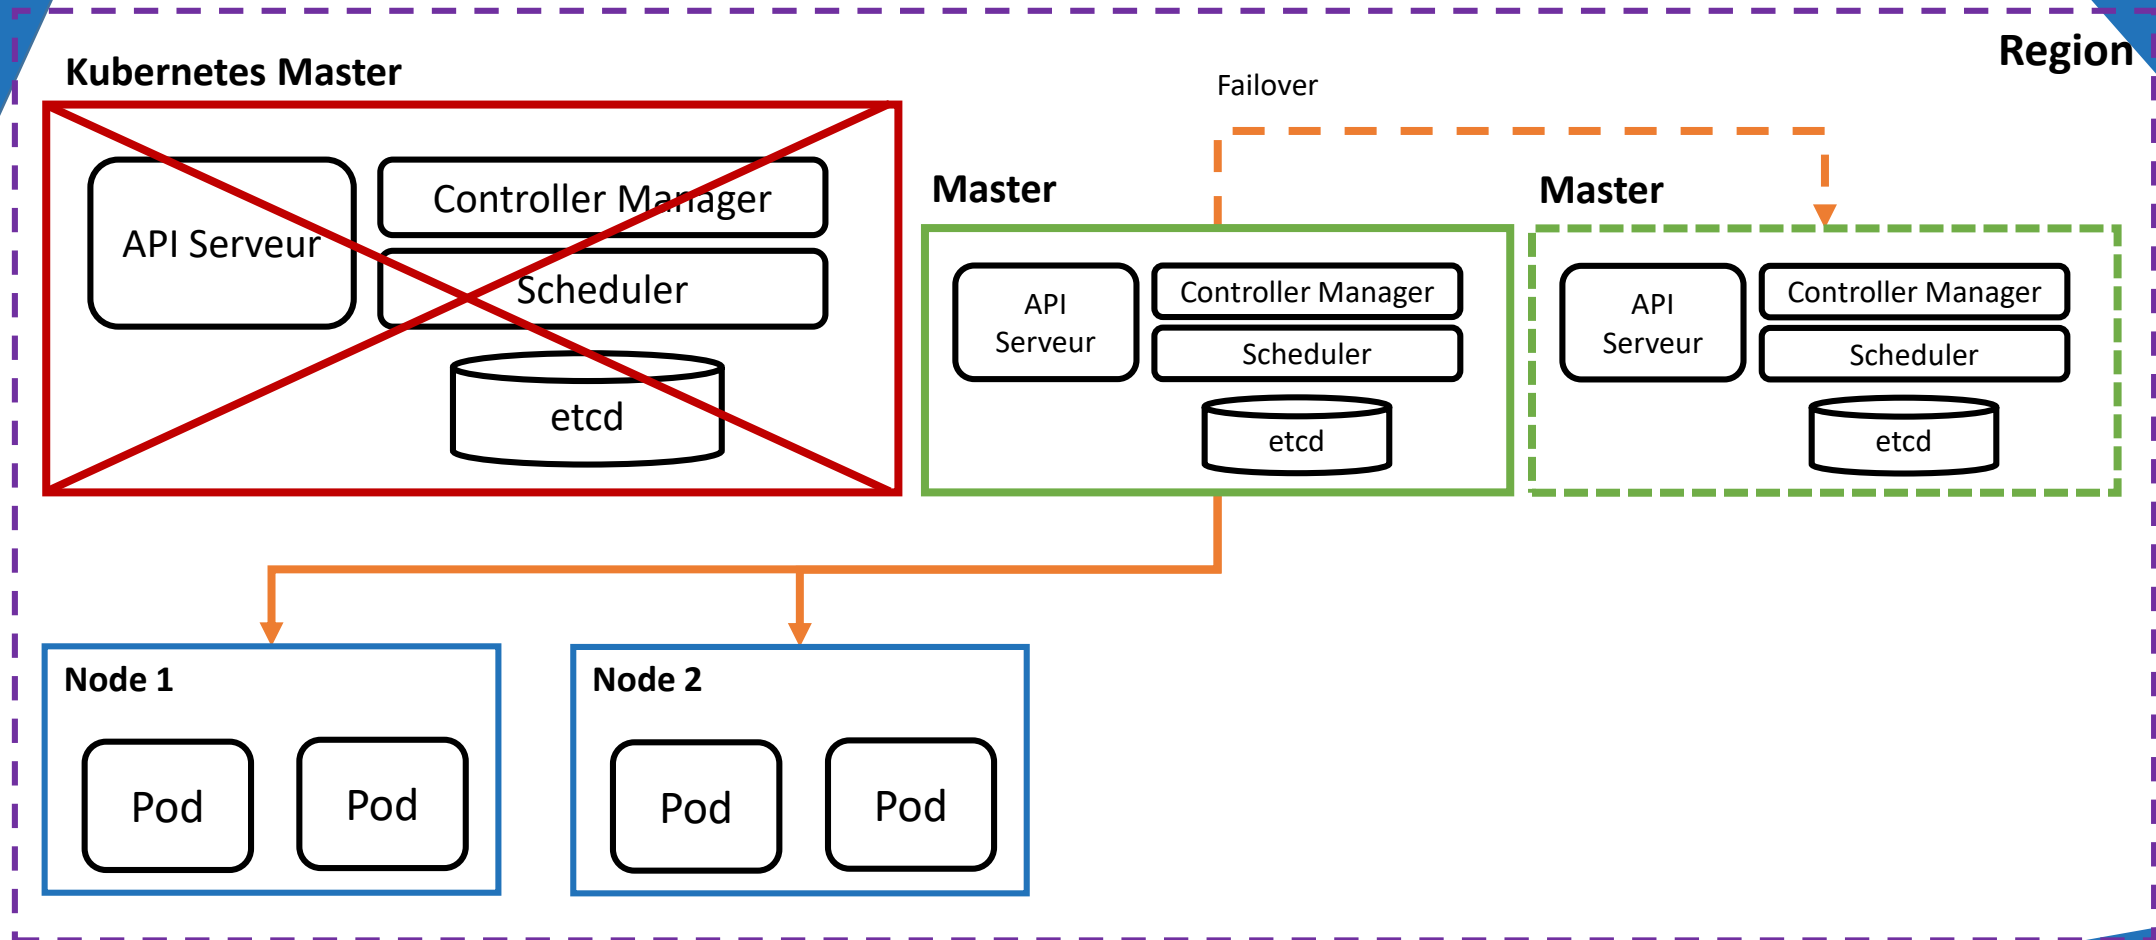 Region
Kubernetes Master
Failover
API Serveur
Controller Manager
Scheduler
etcd
Master
API
Serveur
Controller Manager
Scheduler
etcd
Master
API
Serveur
Controller Manager
Scheduler
etcd
Node 1
Pod
Pod
Node 2
Pod
Pod